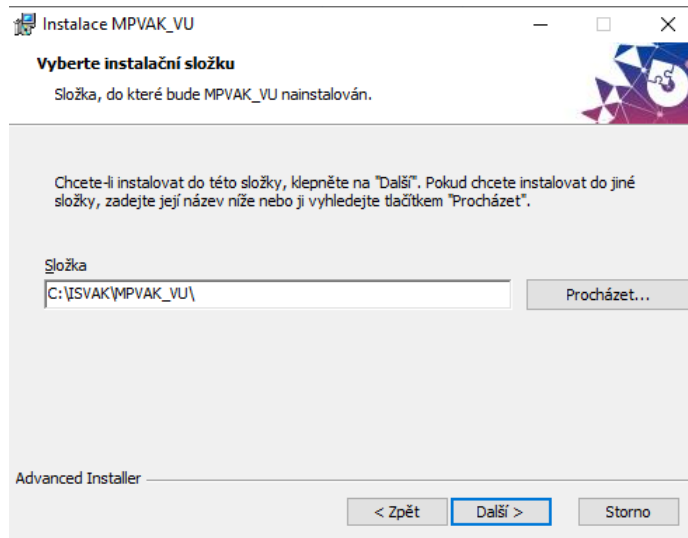 Instalace MPVAK_VU
Vyberte instalační složku
Složka, do které bude MPVAK_VU nainstalován.
Chcete-li instalovat do této složky, klepněte na "Další". Pokud chcete instalovat do jiné
složky, zadejte její název níže nebo ji vyhledejte tlačítkem "Procházet".
Složka
C:\ISVAK\MPVAK_VU\
Procházet...
Advanced Installer
< Zpět
Další >
Storno